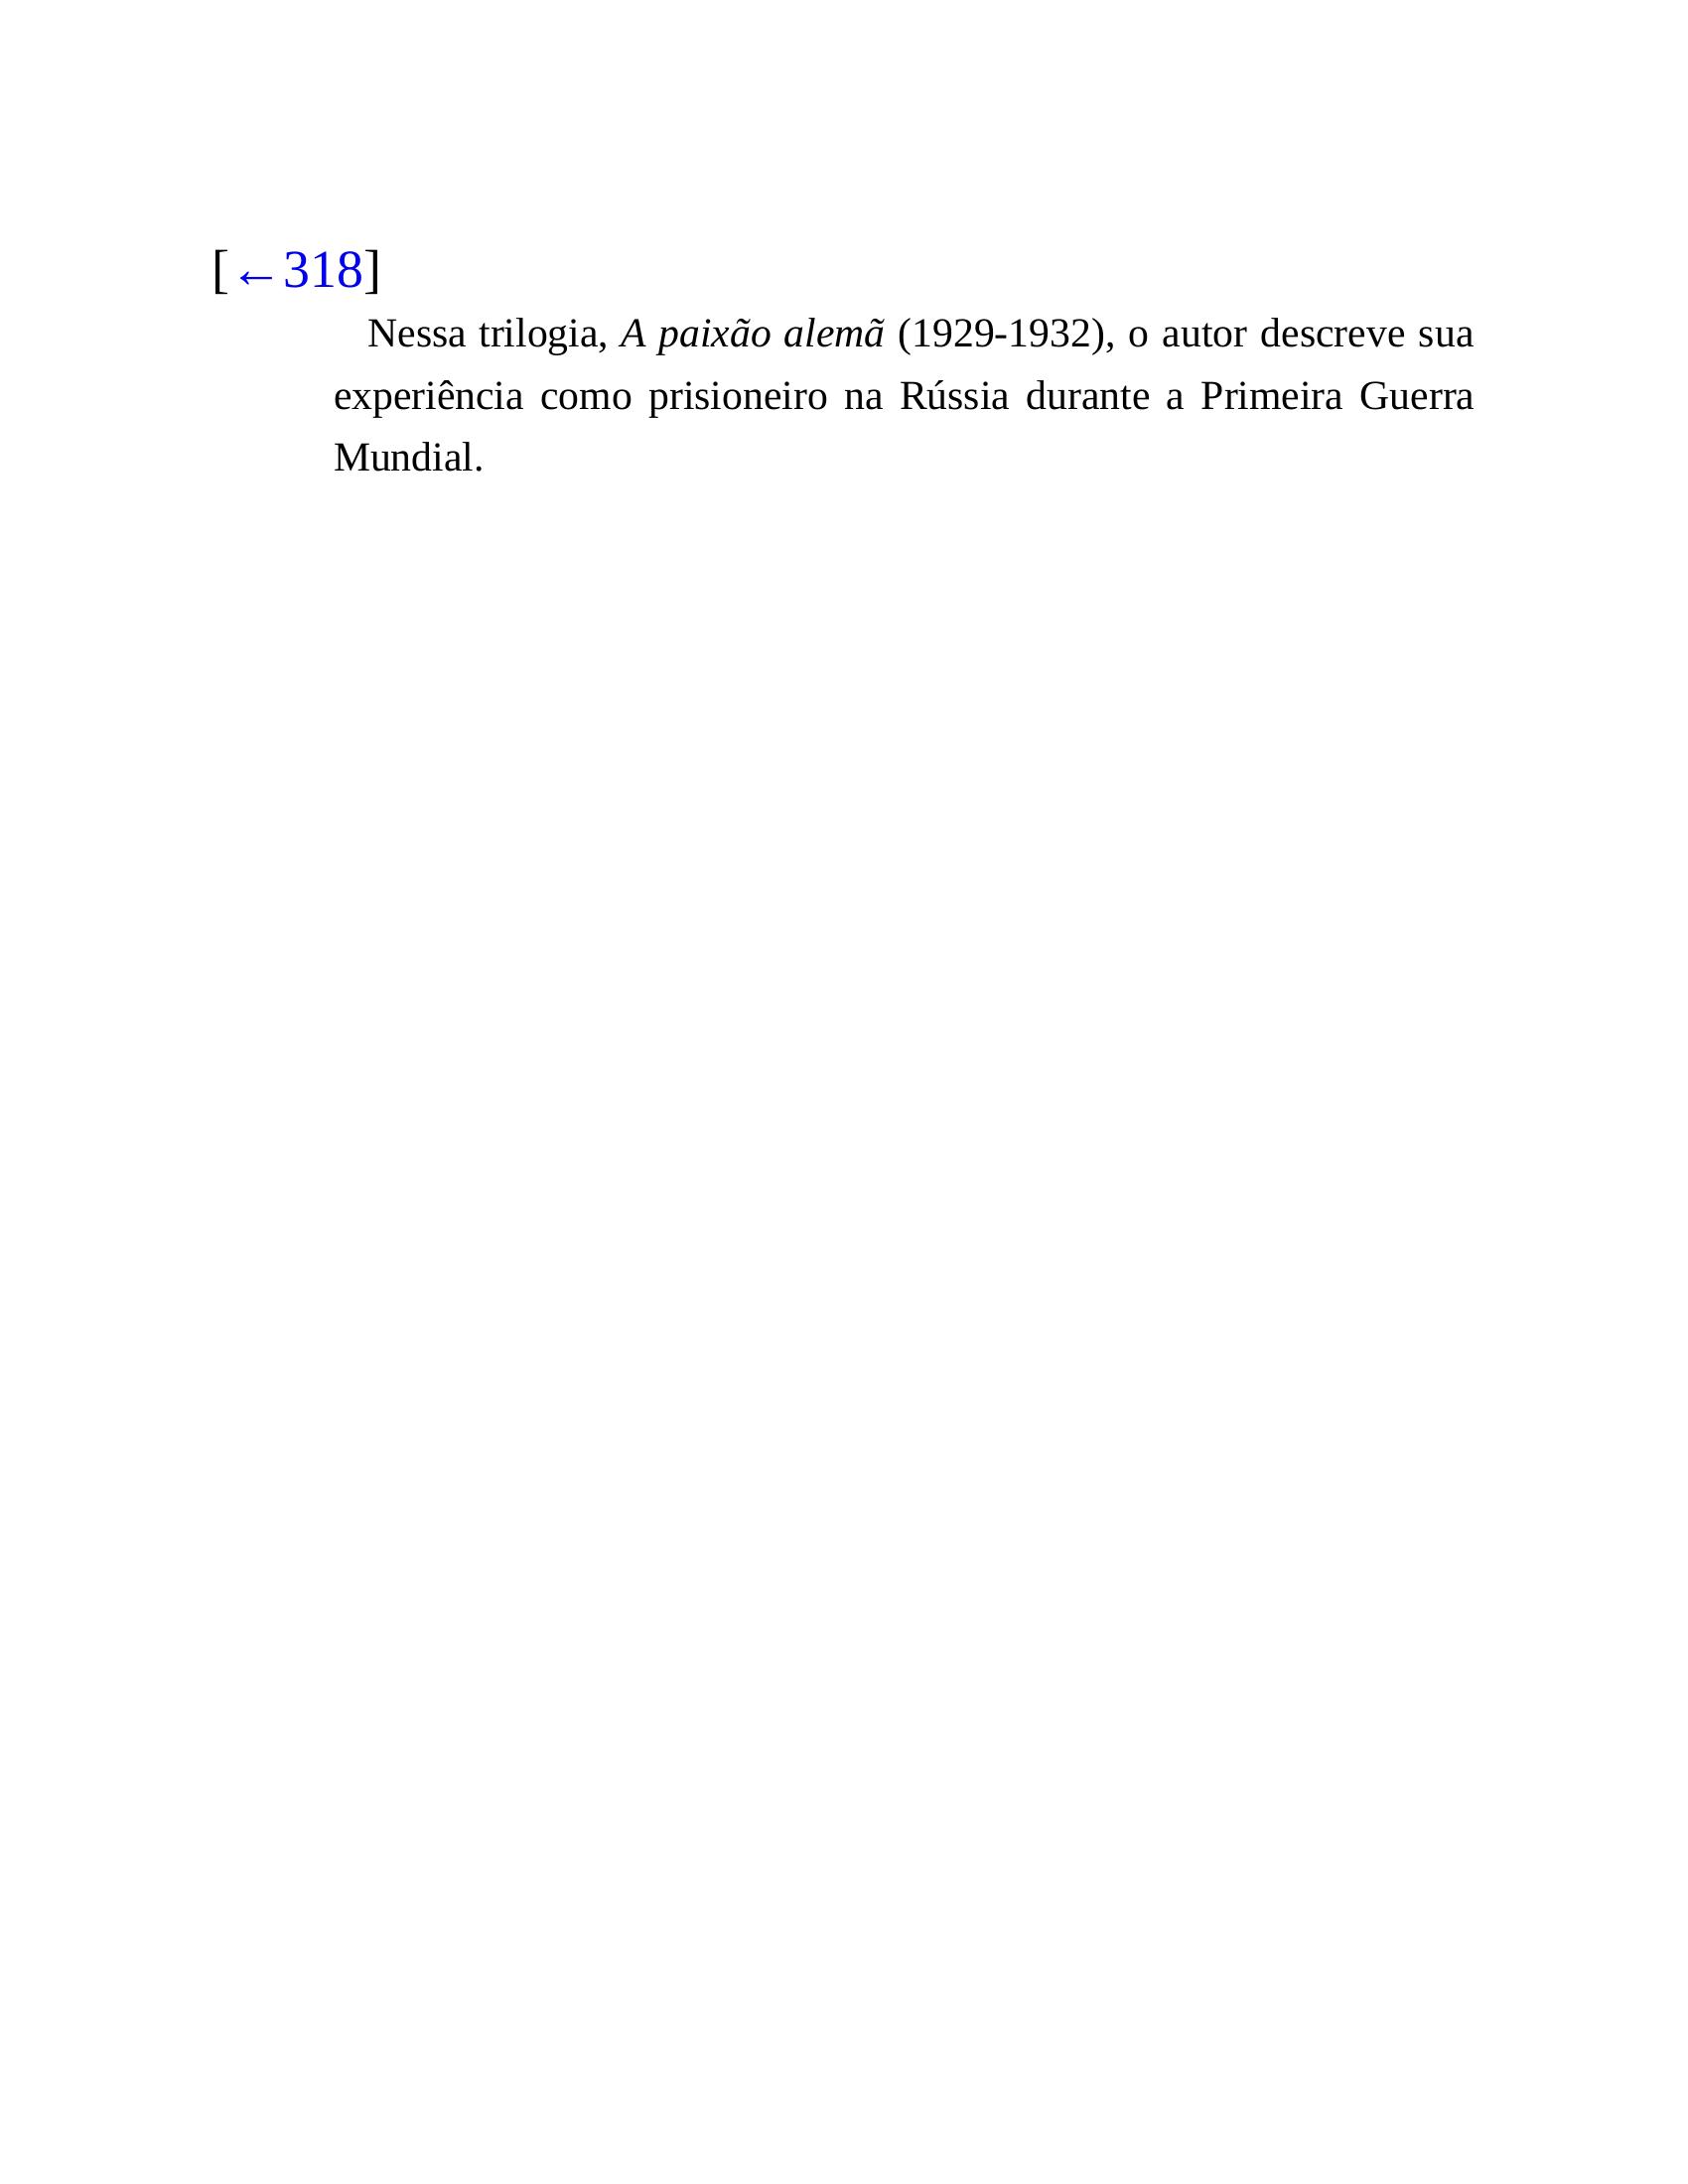 [←318]
Nessa trilogia, A paixão alemã (1929-1932), o autor descreve sua
experiência como prisioneiro na Rússia durante a Primeira Guerra
Mundial.